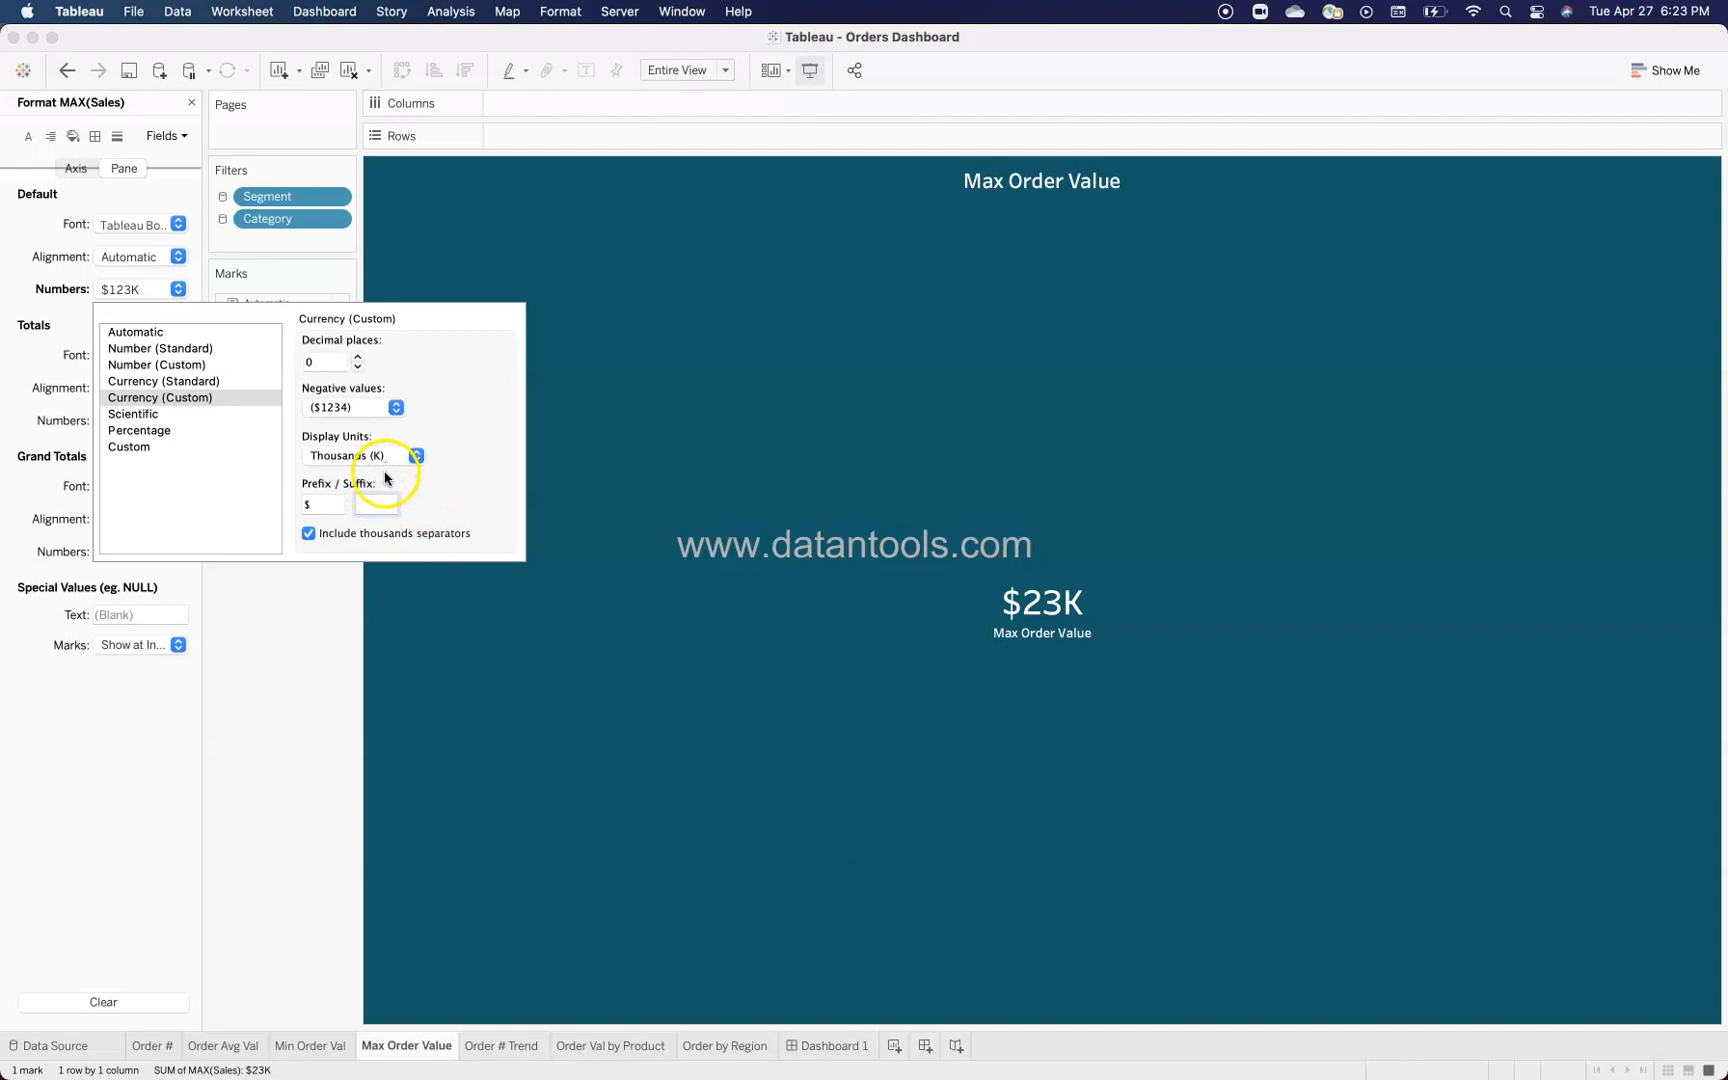 Tableau File Data Worksheet Dashboard Story Analysis Map Format Server Window Help Tue Apr 27 6:23 PM
Tableau - Orders Dashboard
Entire View Show Me
Format MAX(Sales) Pages Columns
Fields Rows
Axis Pane Filters Max Order Value
Default
Segment
Font: Tableau Bo.. Category
Alignment: Automatic
Marks
Numbers: $123K
Currency (Custom)
Totals Automatic Decimal places:
Number (Standard)
Font: Number (Custom) 0
Currency (Standard)
Alignment: Currency (Custom) Negative values:
Scientific ($1234)
Numbers: Percentage Display Units:
Custom
Grand Totals Thousands (K)
Font: Prefix / Suffix:
Alignment: $
Include thousands separators
Numbers: www.datantools.com
Special Values (eg. NULL) $23K
Text: (Blank)
Max Order Value
Marks: Show at In...
Clear
Data Source Order # Order Avg Val Min Order Val Max Order Value Order # Trend Order Val by Product Order by Region Dashboard 1
1 mark 1 row by 1 column SUM of MAX(Sales): $23K